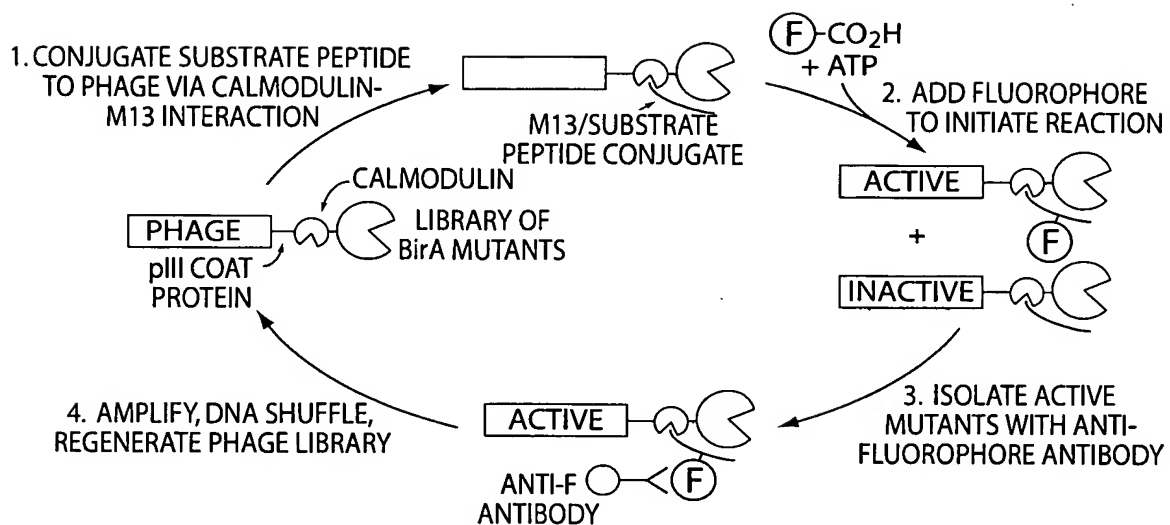 1. CONJUGATE SUBSTRATE PEPTIDE
TO PHAGE VIA CALMODULIN-
M13 INTERACTION
M13/SUBSTRATE
PEPTIDE CONJUGATE
F-CO2H
+ ATP
2. ADD FLUOROPHORE
TO INITIATE REACTION
ACTIVE
F
+
INACTIVE
3. ISOLATE ACTIVE
MUTANTS WITH ANTI-
FLUOROPHORE ANTIBODY
ACTIVE
F
ANTI-F
ANTIBODY
4. AMPLIFY, DNA SHUFFLE,
REGENERATE PHAGE LIBRARY
CALMODULIN
PHAGE
LIBRARY OF
BirA MUTANTS
pIII COAT
PROTEIN